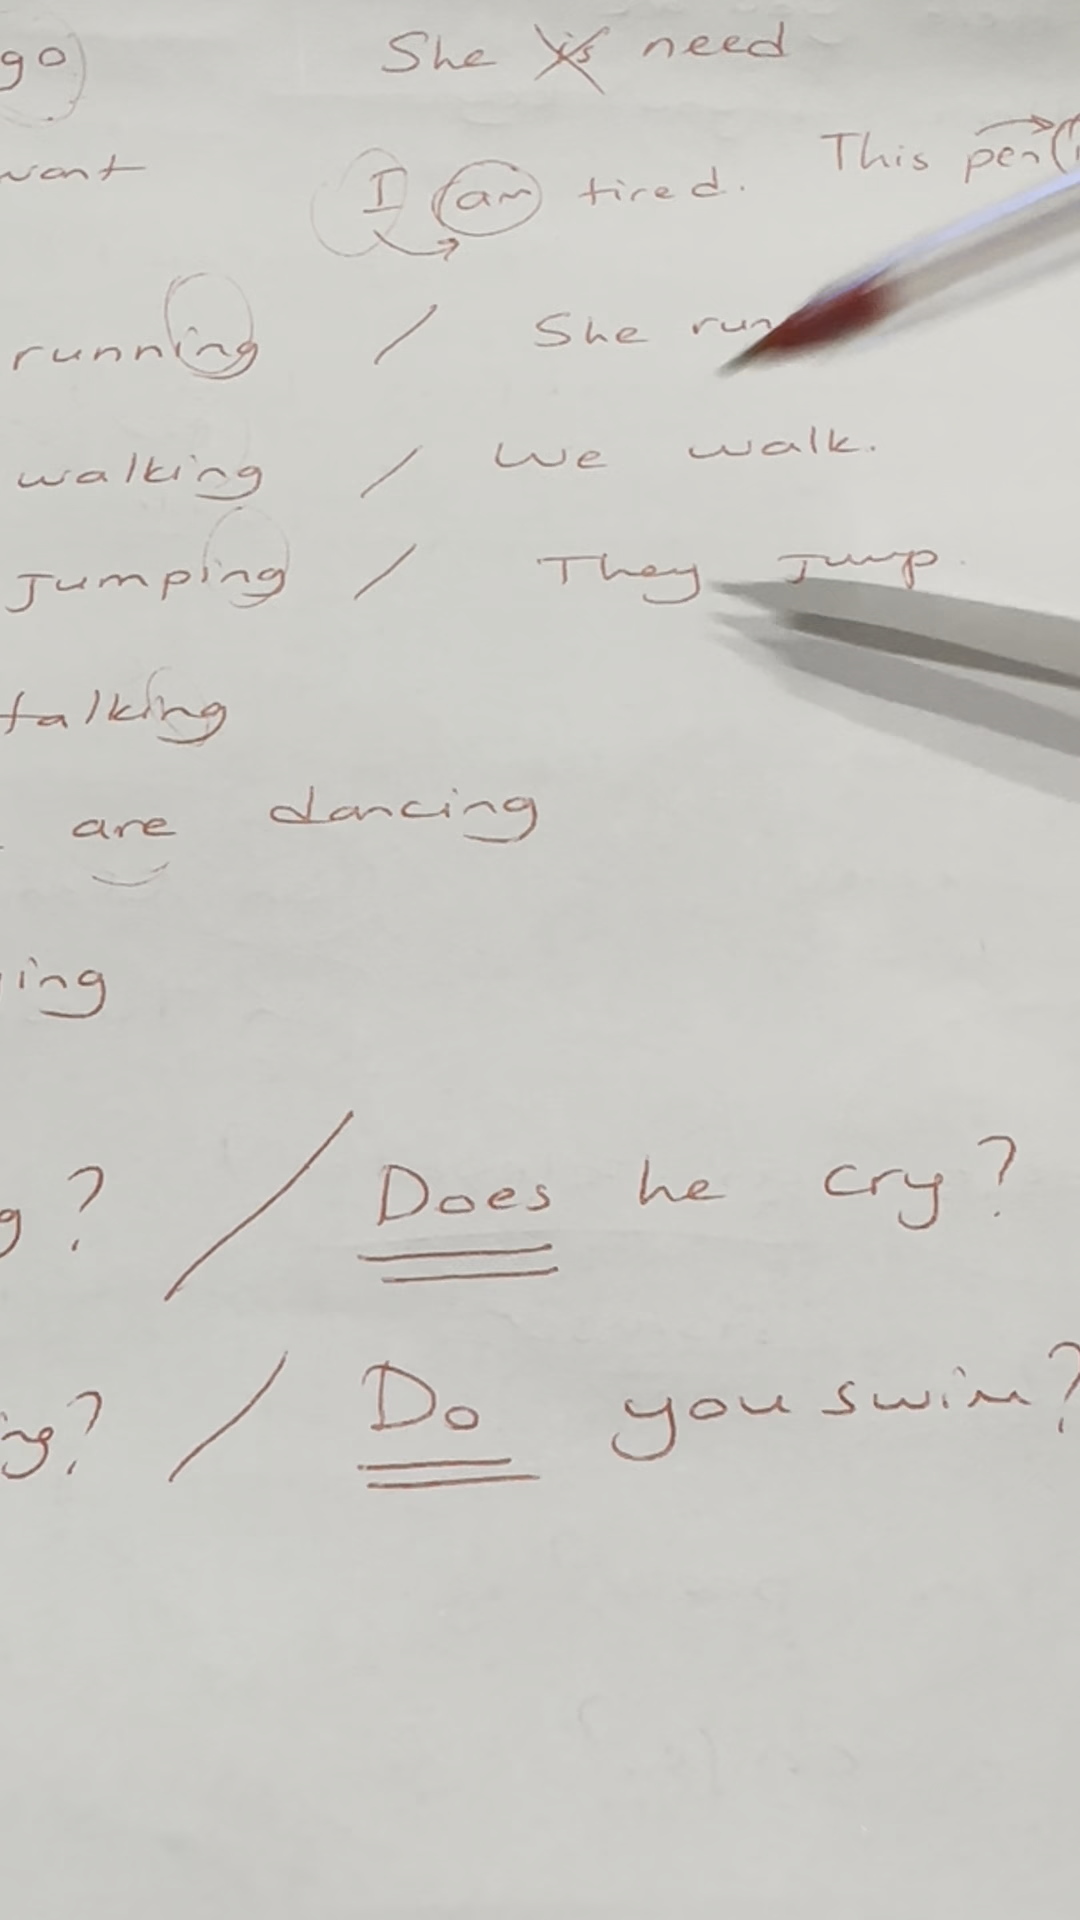 go She is need
want I am tired. This pen
running / She run
walking / We walk.
Jumping / They Jump.
talking
are dancing
ing
g? / Does he cry?
ing? / Do you swim?